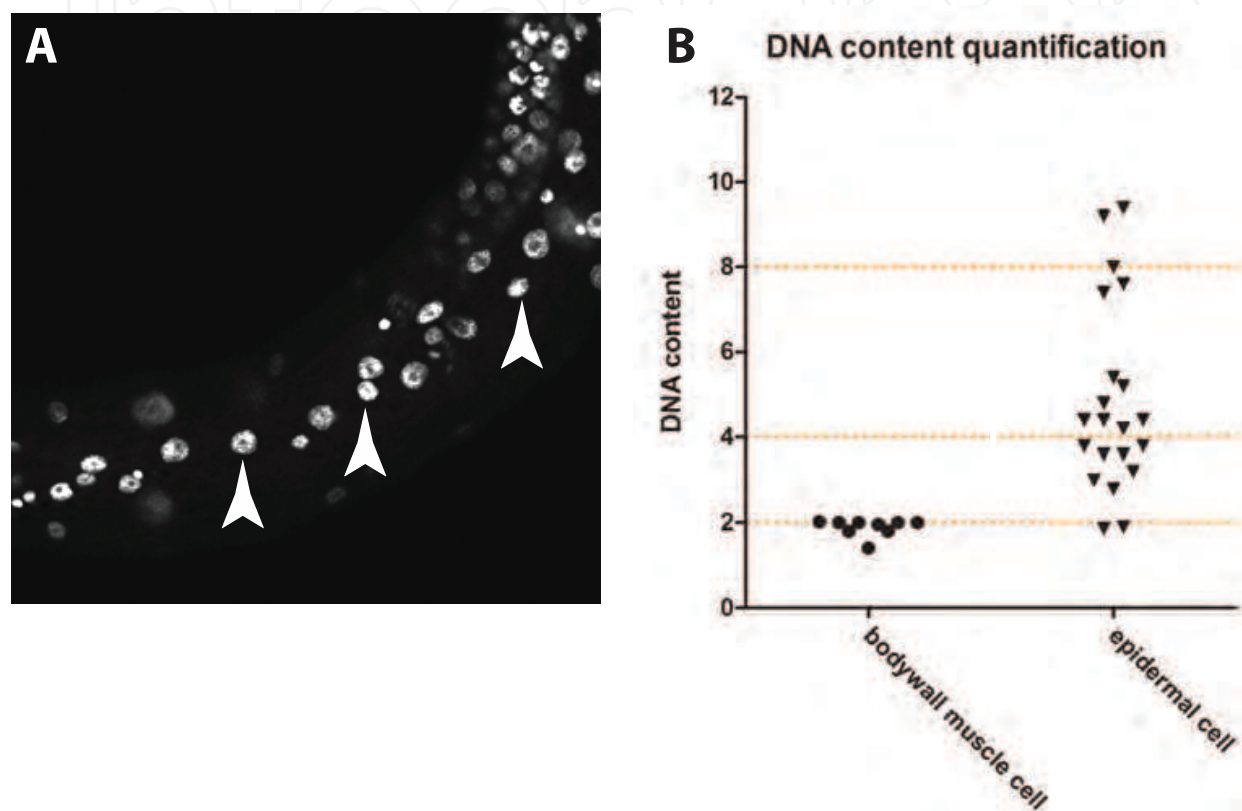 A
B
DNA content quantification
DNA content
12
10
8
6
4
2
0
bodywall muscle cell
epidermal cell